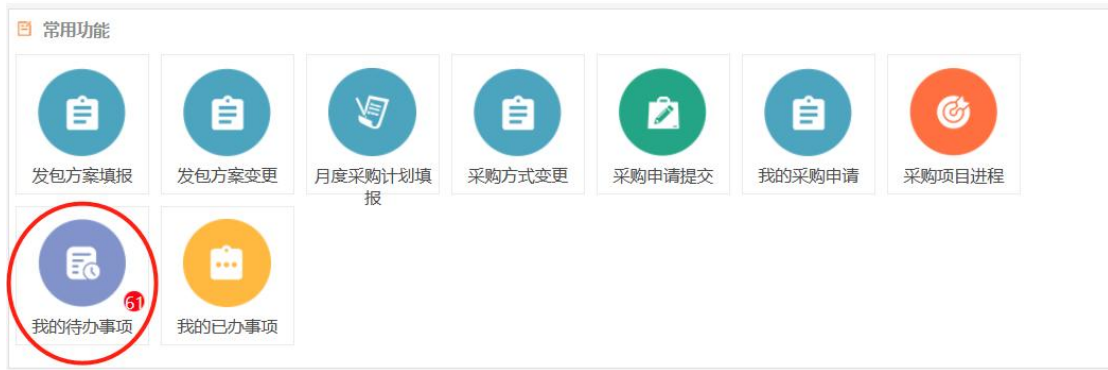 常用功能
发包方案填报
发包方案变更
月度采购计划填
报
采购方式变更
采购申请提交
我的采购申请
采购项目进程
61
我的待办事项
我的已办事项